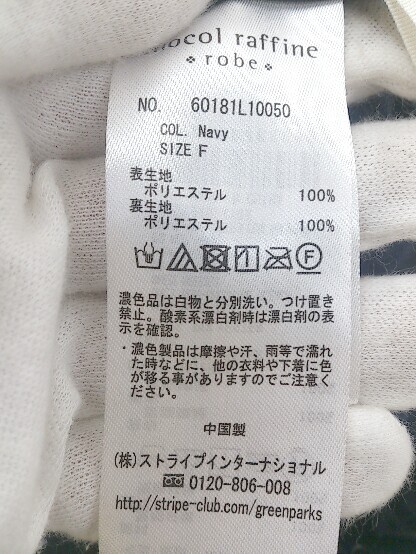 chocol raffine
robe
NO. 60181L10050
COL. Navy
SIZE F
表生地
ポリエステル 100%
裏生地
ポリエステル 100%
F
濃色品は白物と分別洗い。つけ置き
禁止。酸素系漂白剤時は漂白剤の表
示を確認。
・濃色製品は摩擦や汗、雨等で濡れ
た時などに、他の衣料や下着に色
が移る事がありますのでご注意く
ださい。
中国製
(株)ストライプインターナショナル
0120-806-008
http://stripe-club.com/greenparks